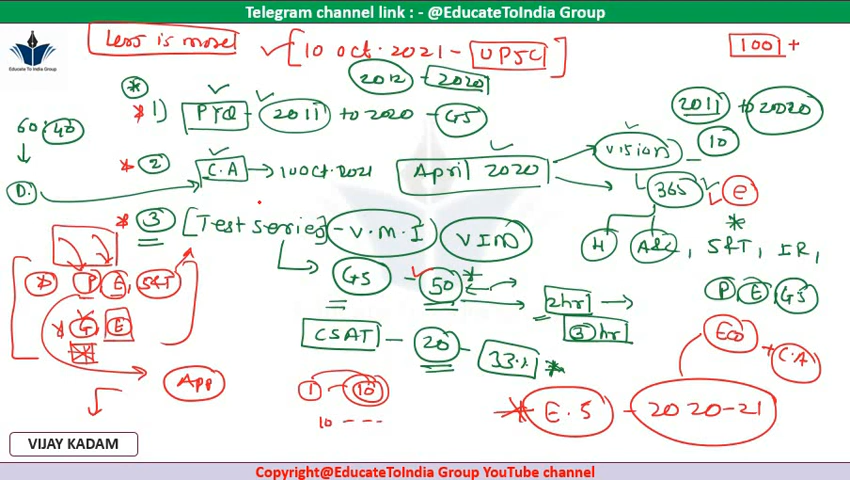 Telegram channel link : - @EducateToIndia Group
Less is more!
[10 oct. 2021 - UPSC]
100+
Educate To India Group
2012 - 2020
* 1) PYQ - 2011 to 2020 - GS
2011 to 2020
60:40
* 2 C.A → 10 Oct. 2021 April 2020
vision - 10
D.
365 e
* 3 [Test series] - V.M.I VIM
H A&C, S&T, IR,
* P E, S&T
GS - 50 *
2hr →
3 hr
P, E, GS
* G E
CSAT - 20 - 33% *
Eco + C.A
App
1 - 10
10 ----
* E.S - 2020-21
VIJAY KADAM
Copyright@EducateToIndia Group YouTube channel